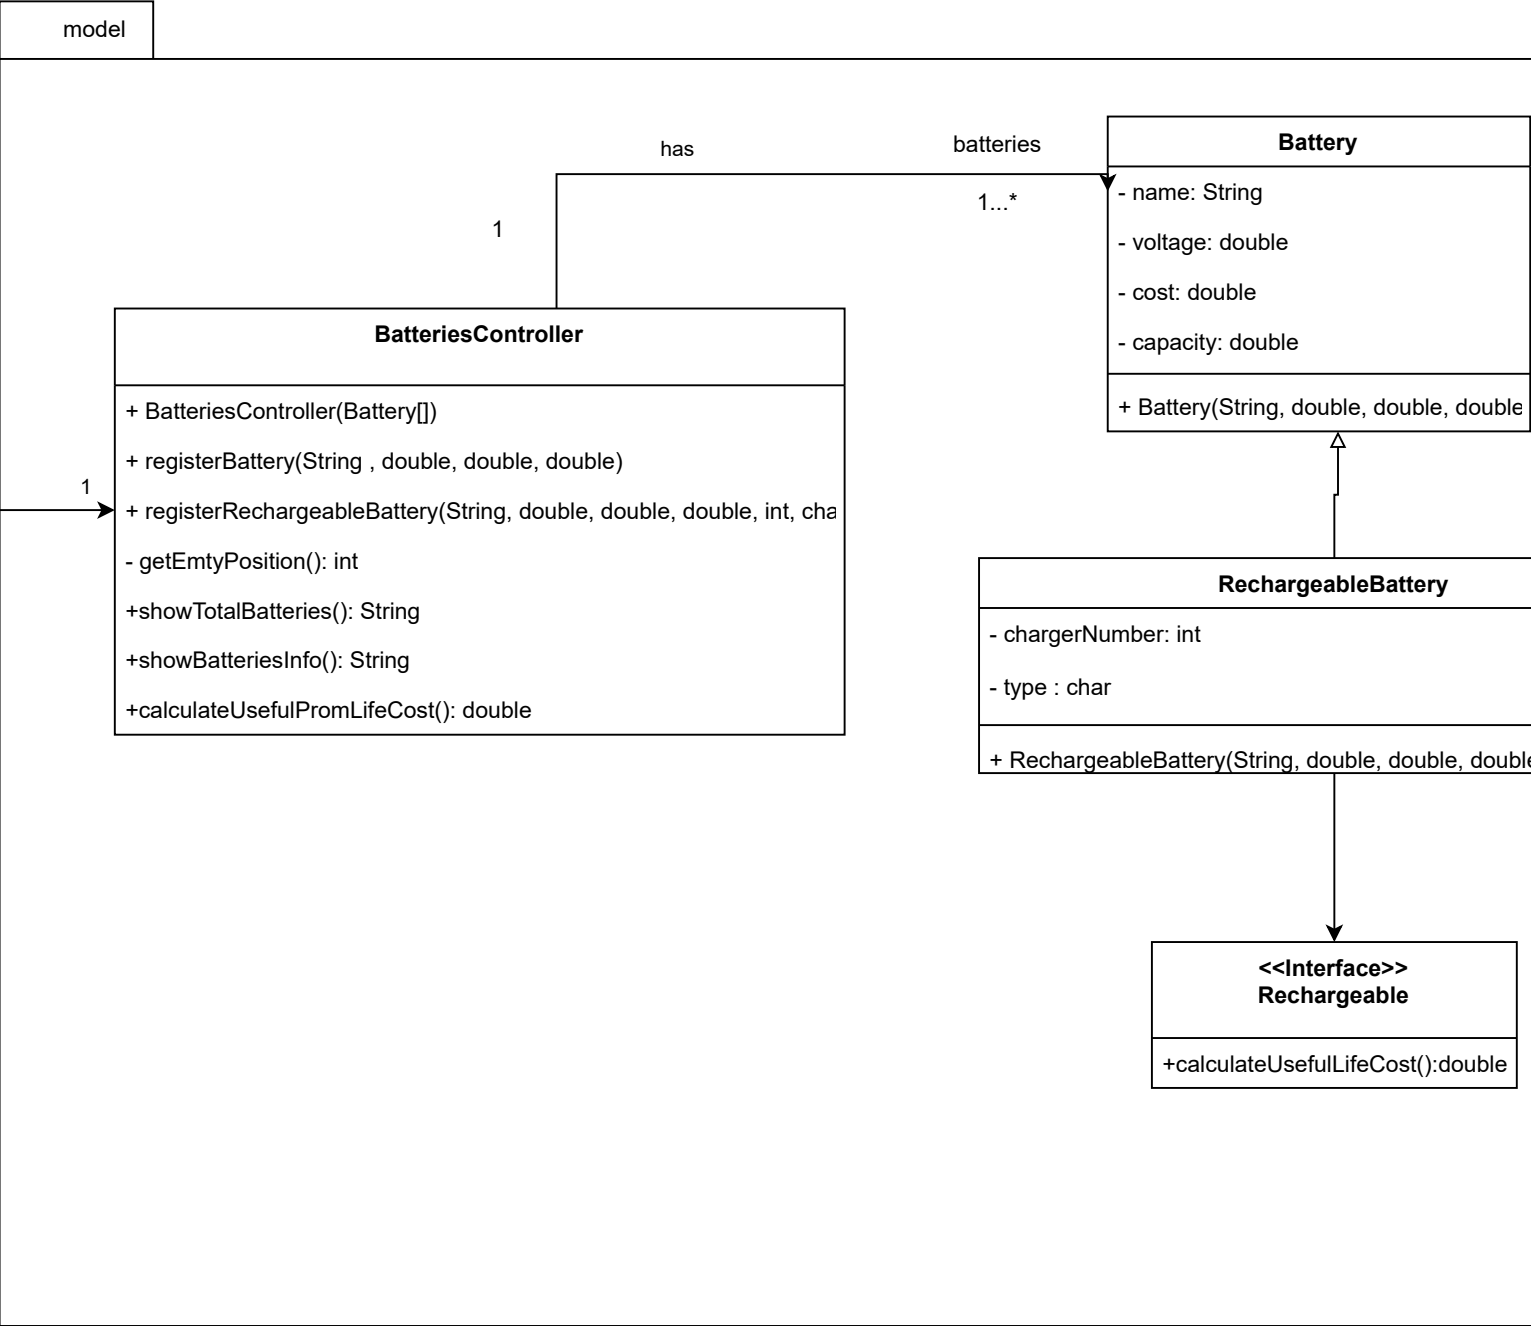 model
has
batteries
1...*
1
Battery
- name: String
- voltage: double
- cost: double
- capacity: double
+ Battery(String, double, double, double
BatteriesController
+ BatteriesController(Battery[])
+ registerBattery(String , double, double, double)
+ registerRechargeableBattery(String, double, double, double, int, cha
- getEmtyPosition(): int
+showTotalBatteries(): String
+showBatteriesInfo(): String
+calculateUsefulPromLifeCost(): double
1
RechargeableBattery
- chargerNumber: int
- type : char
+ RechargeableBattery(String, double, double, double
<<Interface>>
Rechargeable
+calculateUsefulLifeCost():double